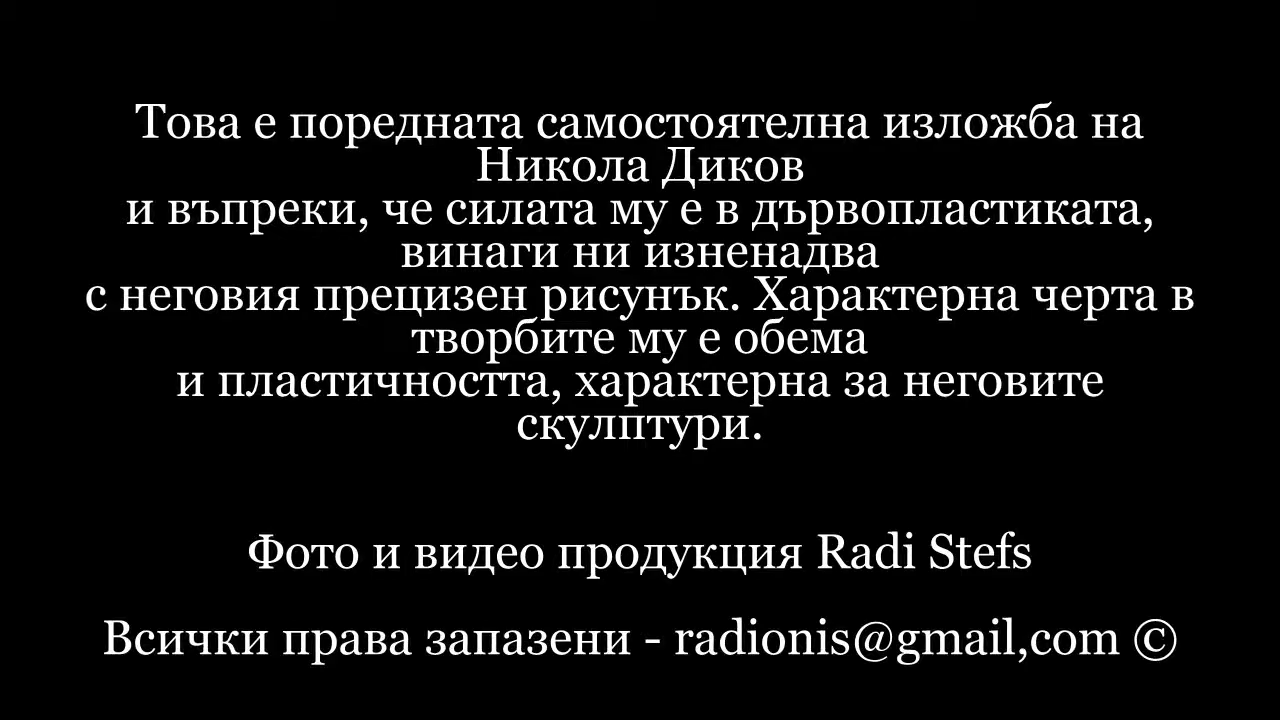 Това е поредната самостоятелна изложба на
Никола Диков
и въпреки, че силата му е в дървопластиката,
винаги ни изненадва
с неговия прецизен рисунък. Характерна черта в
творбите му е обема
и пластичността, характерна за неговите
скулптури.
Фото и видео продукция Radi Stefs
Всички права запазени - radionis@gmail,com ©